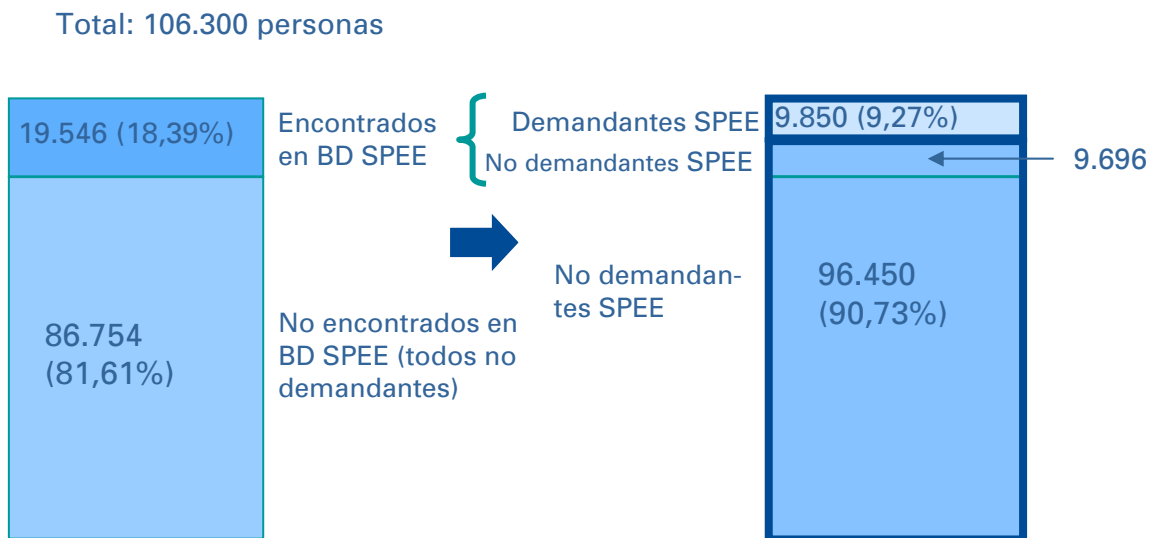 Total: 106.300 personas
19.546 (18,39%)
Encontrados
en BD SPEE
Demandantes SPEE
No demandantes SPEE
9.850 (9,27%)
9.696
86.754
(81,61%)
No encontrados en
BD SPEE (todos no
demandantes)
No demandan-
tes SPEE
96.450
(90,73%)